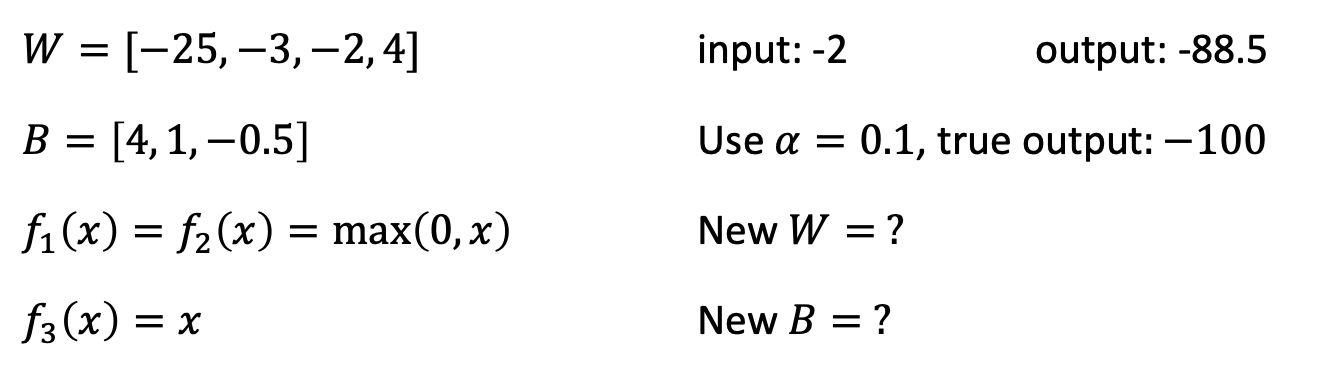 W = [−25, −3, −2, 4]
input: -2
output: -88.5
B = [4, 1, −0.5]
Use α = 0.1, true output: −100
f₁(x) = f₂(x) = max(0, x)
New W = ?
f₃(x) = x
New B = ?